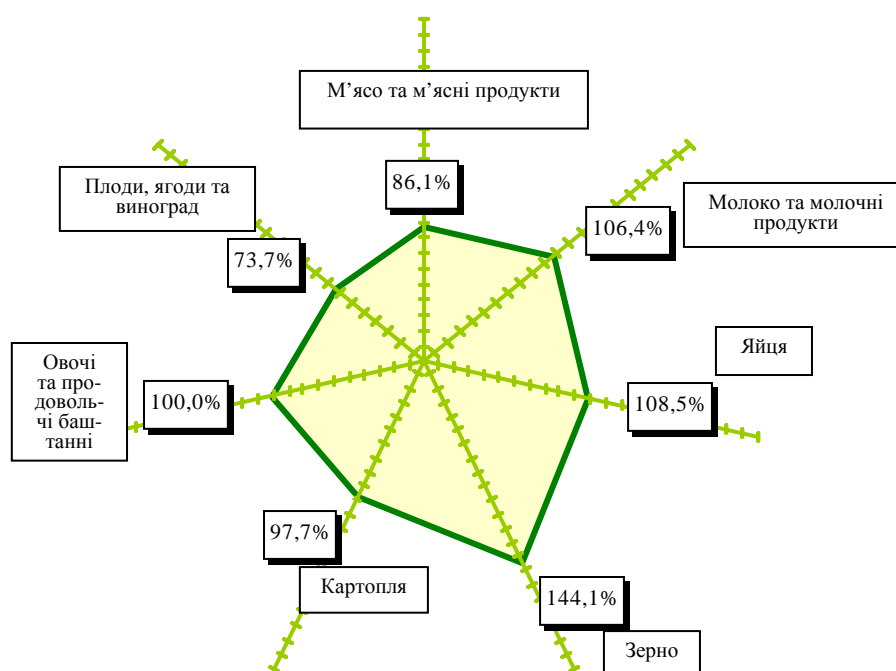 М’ясо та м’ясні продукти
86,1%
Молоко та молочні
продукти
106,4%
Яйця
108,5%
Зерно
144,1%
Картопля
97,7%
Овочі
та про-
довoль-
чі баш-
танні
100,0%
Плоди, ягоди та
виноград
73,7%